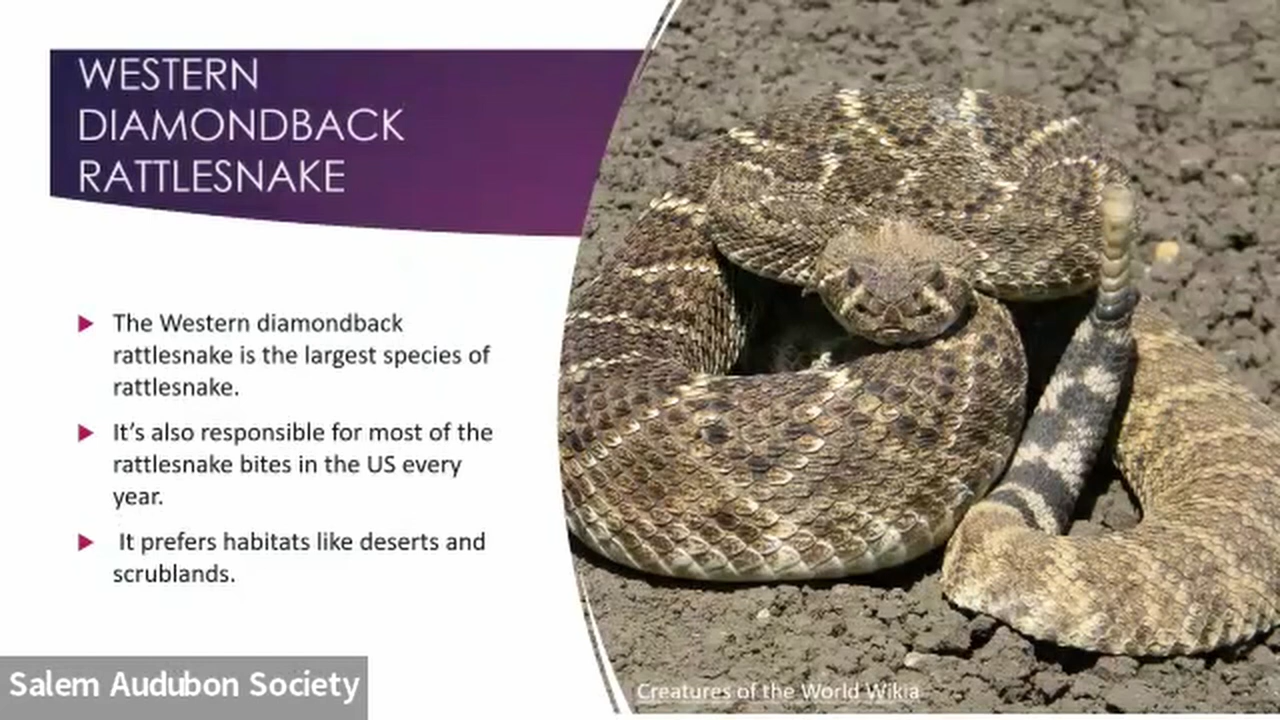 WESTERN
DIAMONDBACK
RATTLESNAKE
The Western diamondback
rattlesnake is the largest species of
rattlesnake.
It’s also responsible for most of the
rattlesnake bites in the US every
year.
It prefers habitats like deserts and
scrublands.
Salem Audubon Society
Creatures of the World Wikia